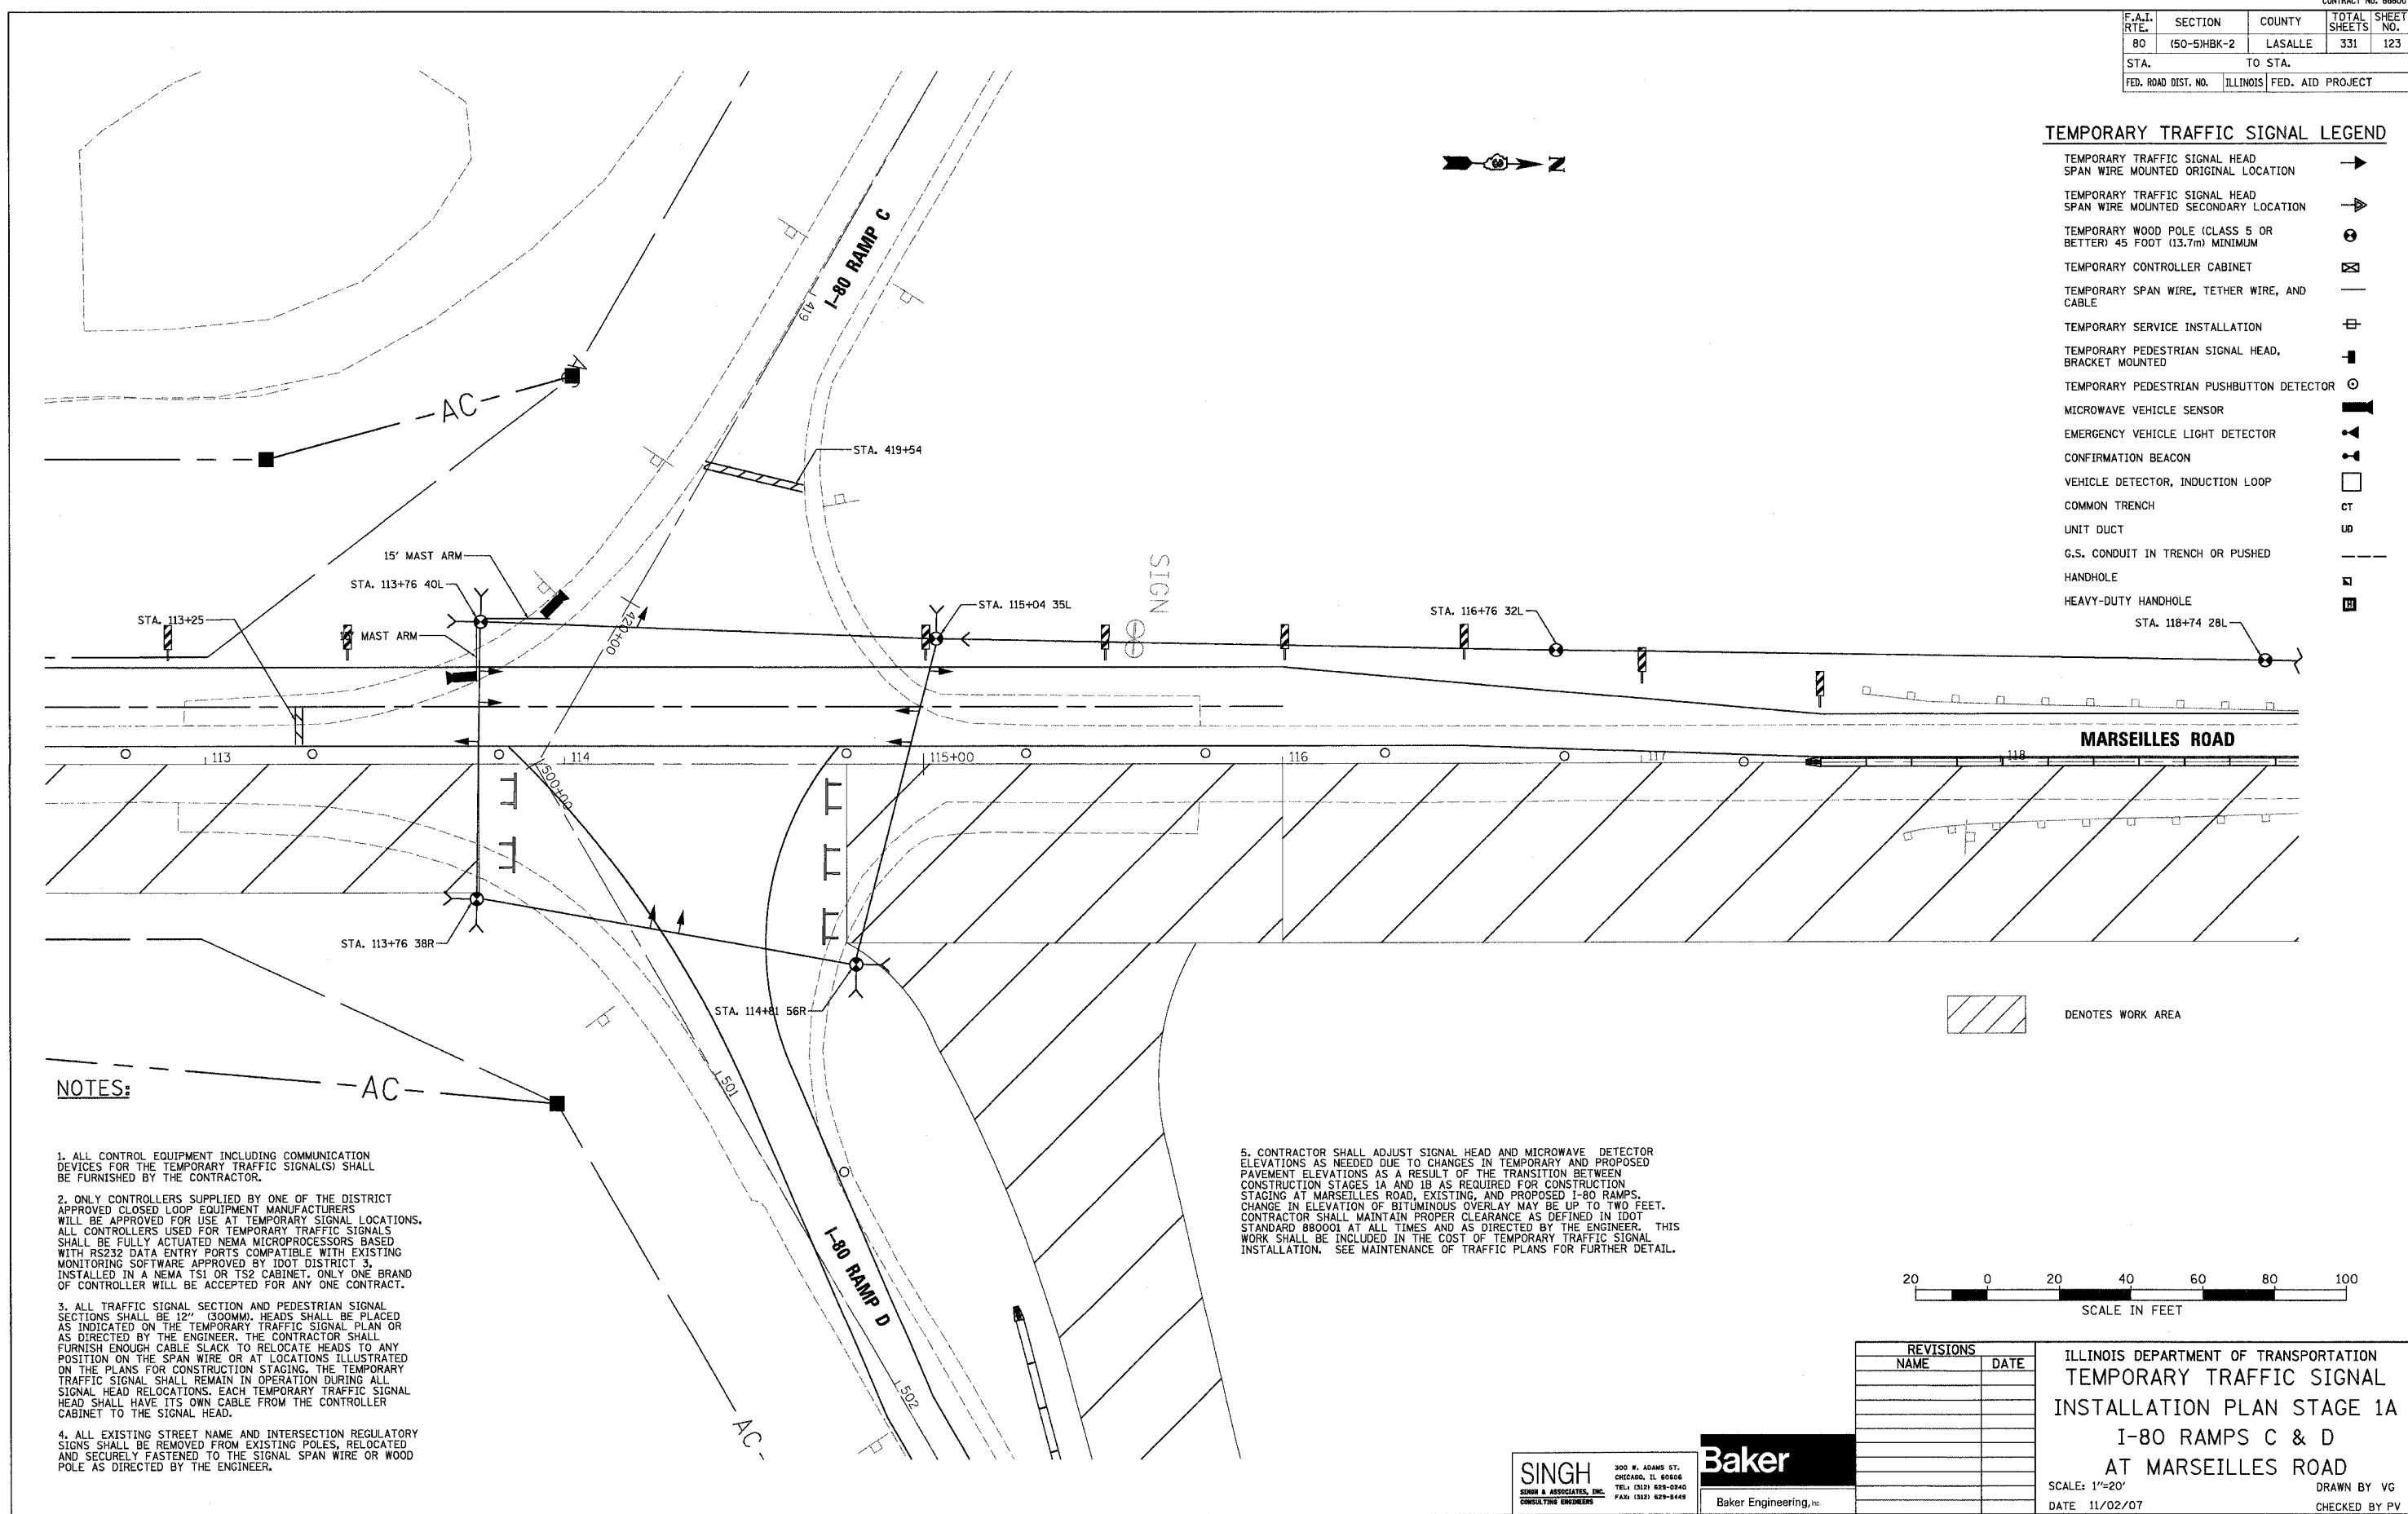 F.A.I. RTE. SECTION COUNTY TOTAL SHEETS SHEET NO.
80 (50-5)HBK-2 LASALLE 331 123
STA. TO STA.
FED. ROAD DIST. NO. ILLINOIS FED. AID PROJECT
N
TEMPORARY TRAFFIC SIGNAL LEGEND
TEMPORARY TRAFFIC SIGNAL HEAD
SPAN WIRE MOUNTED ORIGINAL LOCATION
TEMPORARY TRAFFIC SIGNAL HEAD
SPAN WIRE MOUNTED SECONDARY LOCATION
TEMPORARY WOOD POLE (CLASS 5 OR
BETTER) 45 FOOT (13.7m) MINIMUM
TEMPORARY CONTROLLER CABINET
TEMPORARY SPAN WIRE, TETHER WIRE, AND
CABLE
TEMPORARY SERVICE INSTALLATION
TEMPORARY PEDESTRIAN SIGNAL HEAD,
BRACKET MOUNTED
TEMPORARY PEDESTRIAN PUSHBUTTON DETECTOR
MICROWAVE VEHICLE SENSOR
EMERGENCY VEHICLE LIGHT DETECTOR
CONFIRMATION BEACON
VEHICLE DETECTOR, INDUCTION LOOP
COMMON TRENCH CT
UNIT DUCT UD
G.S. CONDUIT IN TRENCH OR PUSHED
HANDHOLE
HEAVY-DUTY HANDHOLE H
I-80 RAMP C
419
AC
STA. 419+54
15' MAST ARM
STA. 113+76 40L
STA. 113+25
MAST ARM
420+00
STA. 115+04 35L
SIGN
STA. 116+76 32L
STA. 118+74 28L
MARSEILLES ROAD
113
114
115+00
116
117
118
500+00
STA. 113+76 38R
STA. 114+81 56R
501
DENOTES WORK AREA
AC
NOTES:
1. ALL CONTROL EQUIPMENT INCLUDING COMMUNICATION
DEVICES FOR THE TEMPORARY TRAFFIC SIGNAL(S) SHALL
BE FURNISHED BY THE CONTRACTOR.
2. ONLY CONTROLLERS SUPPLIED BY ONE OF THE DISTRICT
APPROVED CLOSED LOOP EQUIPMENT MANUFACTURERS
WILL BE APPROVED FOR USE AT TEMPORARY SIGNAL LOCATIONS.
ALL CONTROLLERS USED FOR TEMPORARY TRAFFIC SIGNALS
SHALL BE FULLY ACTUATED NEMA MICROPROCESSORS BASED
WITH RS232 DATA ENTRY PORTS COMPATIBLE WITH EXISTING
MONITORING SOFTWARE APPROVED BY IDOT DISTRICT 3,
INSTALLED IN A NEMA TS1 OR TS2 CABINET. ONLY ONE BRAND
OF CONTROLLER WILL BE ACCEPTED FOR ANY ONE CONTRACT.
3. ALL TRAFFIC SIGNAL SECTION AND PEDESTRIAN SIGNAL
SECTIONS SHALL BE 12" (300MM). HEADS SHALL BE PLACED
AS INDICATED ON THE TEMPORARY TRAFFIC SIGNAL PLAN OR
AS DIRECTED BY THE ENGINEER. THE CONTRACTOR SHALL
FURNISH ENOUGH CABLE SLACK TO RELOCATE HEADS TO ANY
POSITION ON THE SPAN WIRE OR AT LOCATIONS ILLUSTRATED
ON THE PLANS FOR CONSTRUCTION STAGING. THE TEMPORARY
TRAFFIC SIGNAL SHALL REMAIN IN OPERATION DURING ALL
SIGNAL HEAD RELOCATIONS. EACH TEMPORARY TRAFFIC SIGNAL
HEAD SHALL HAVE ITS OWN CABLE FROM THE CONTROLLER
CABINET TO THE SIGNAL HEAD.
4. ALL EXISTING STREET NAME AND INTERSECTION REGULATORY
SIGNS SHALL BE REMOVED FROM EXISTING POLES, RELOCATED
AND SECURELY FASTENED TO THE SIGNAL SPAN WIRE OR WOOD
POLE AS DIRECTED BY THE ENGINEER.
I-80 RAMP D
502
AC
5. CONTRACTOR SHALL ADJUST SIGNAL HEAD AND MICROWAVE DETECTOR
ELEVATIONS AS NEEDED DUE TO CHANGES IN TEMPORARY AND PROPOSED
PAVEMENT ELEVATIONS AS A RESULT OF THE TRANSITION BETWEEN
CONSTRUCTION STAGES 1A AND 1B AS REQUIRED FOR CONSTRUCTION
STAGING AT MARSEILLES ROAD, EXISTING, AND PROPOSED I-80 RAMPS.
CHANGE IN ELEVATION OF BITUMINOUS OVERLAY MAY BE UP TO TWO FEET.
CONTRACTOR SHALL MAINTAIN PROPER CLEARANCE AS DEFINED IN IDOT
STANDARD 880001 AT ALL TIMES AND AS DIRECTED BY THE ENGINEER. THIS
WORK SHALL BE INCLUDED IN THE COST OF TEMPORARY TRAFFIC SIGNAL
INSTALLATION. SEE MAINTENANCE OF TRAFFIC PLANS FOR FURTHER DETAIL.
20 0 20 40 60 80 100
SCALE IN FEET
REVISIONS
NAME DATE
ILLINOIS DEPARTMENT OF TRANSPORTATION
TEMPORARY TRAFFIC SIGNAL
INSTALLATION PLAN STAGE 1A
I-80 RAMPS C & D
AT MARSEILLES ROAD
SCALE: 1"=20' DRAWN BY VG
DATE 11/02/07 CHECKED BY PV
SINGH
SINGH & ASSOCIATES, INC.
CONSULTING ENGINEERS
300 W. ADAMS ST.
CHICAGO, IL 60606
TEL: (312) 629-0240
FAX: (312) 629-8449
Baker
Baker Engineering, Inc.